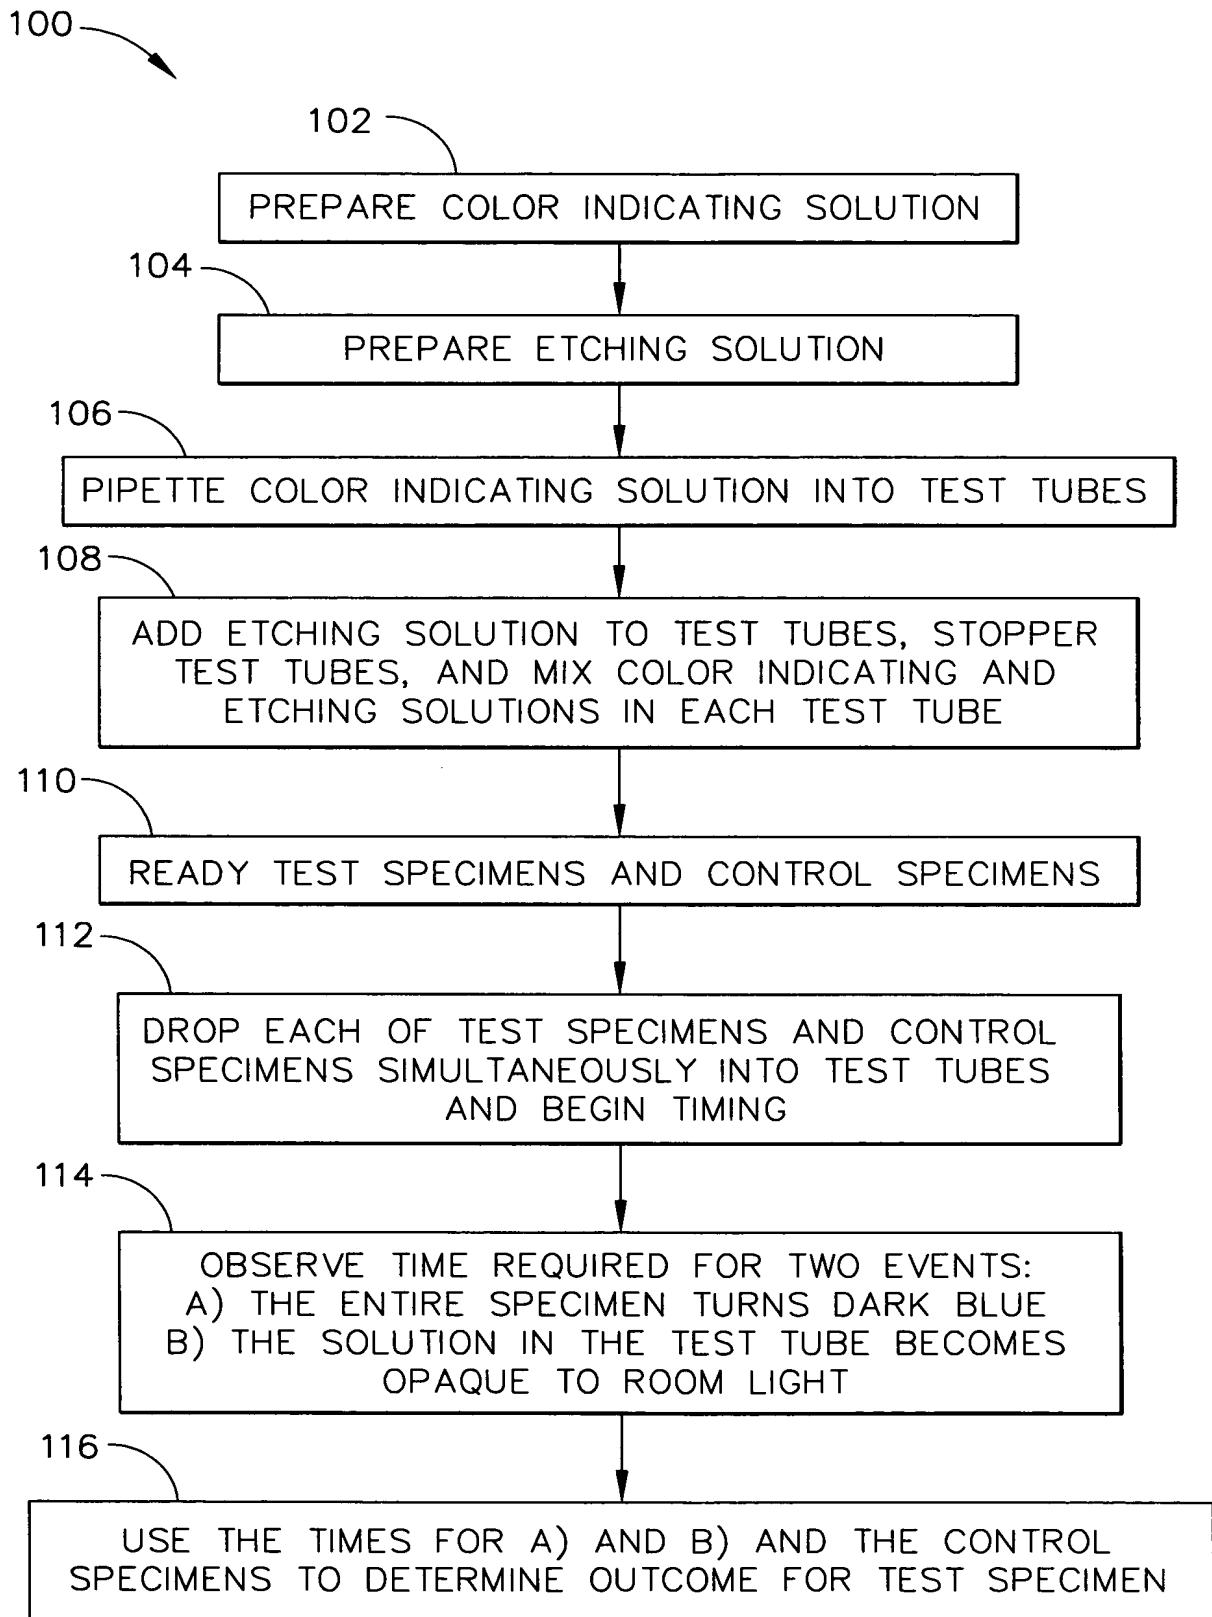 100
102
PREPARE COLOR INDICATING SOLUTION
104
PREPARE ETCHING SOLUTION
106
PIPETTE COLOR INDICATING SOLUTION INTO TEST TUBES
108
ADD ETCHING SOLUTION TO TEST TUBES, STOPPER
TEST TUBES, AND MIX COLOR INDICATING AND
ETCHING SOLUTIONS IN EACH TEST TUBE
110
READY TEST SPECIMENS AND CONTROL SPECIMENS
112
DROP EACH OF TEST SPECIMENS AND CONTROL
SPECIMENS SIMULTANEOUSLY INTO TEST TUBES
AND BEGIN TIMING
114
OBSERVE TIME REQUIRED FOR TWO EVENTS:
A) THE ENTIRE SPECIMEN TURNS DARK BLUE
B) THE SOLUTION IN THE TEST TUBE BECOMES
OPAQUE TO ROOM LIGHT
116
USE THE TIMES FOR A) AND B) AND THE CONTROL
SPECIMENS TO DETERMINE OUTCOME FOR TEST SPECIMEN